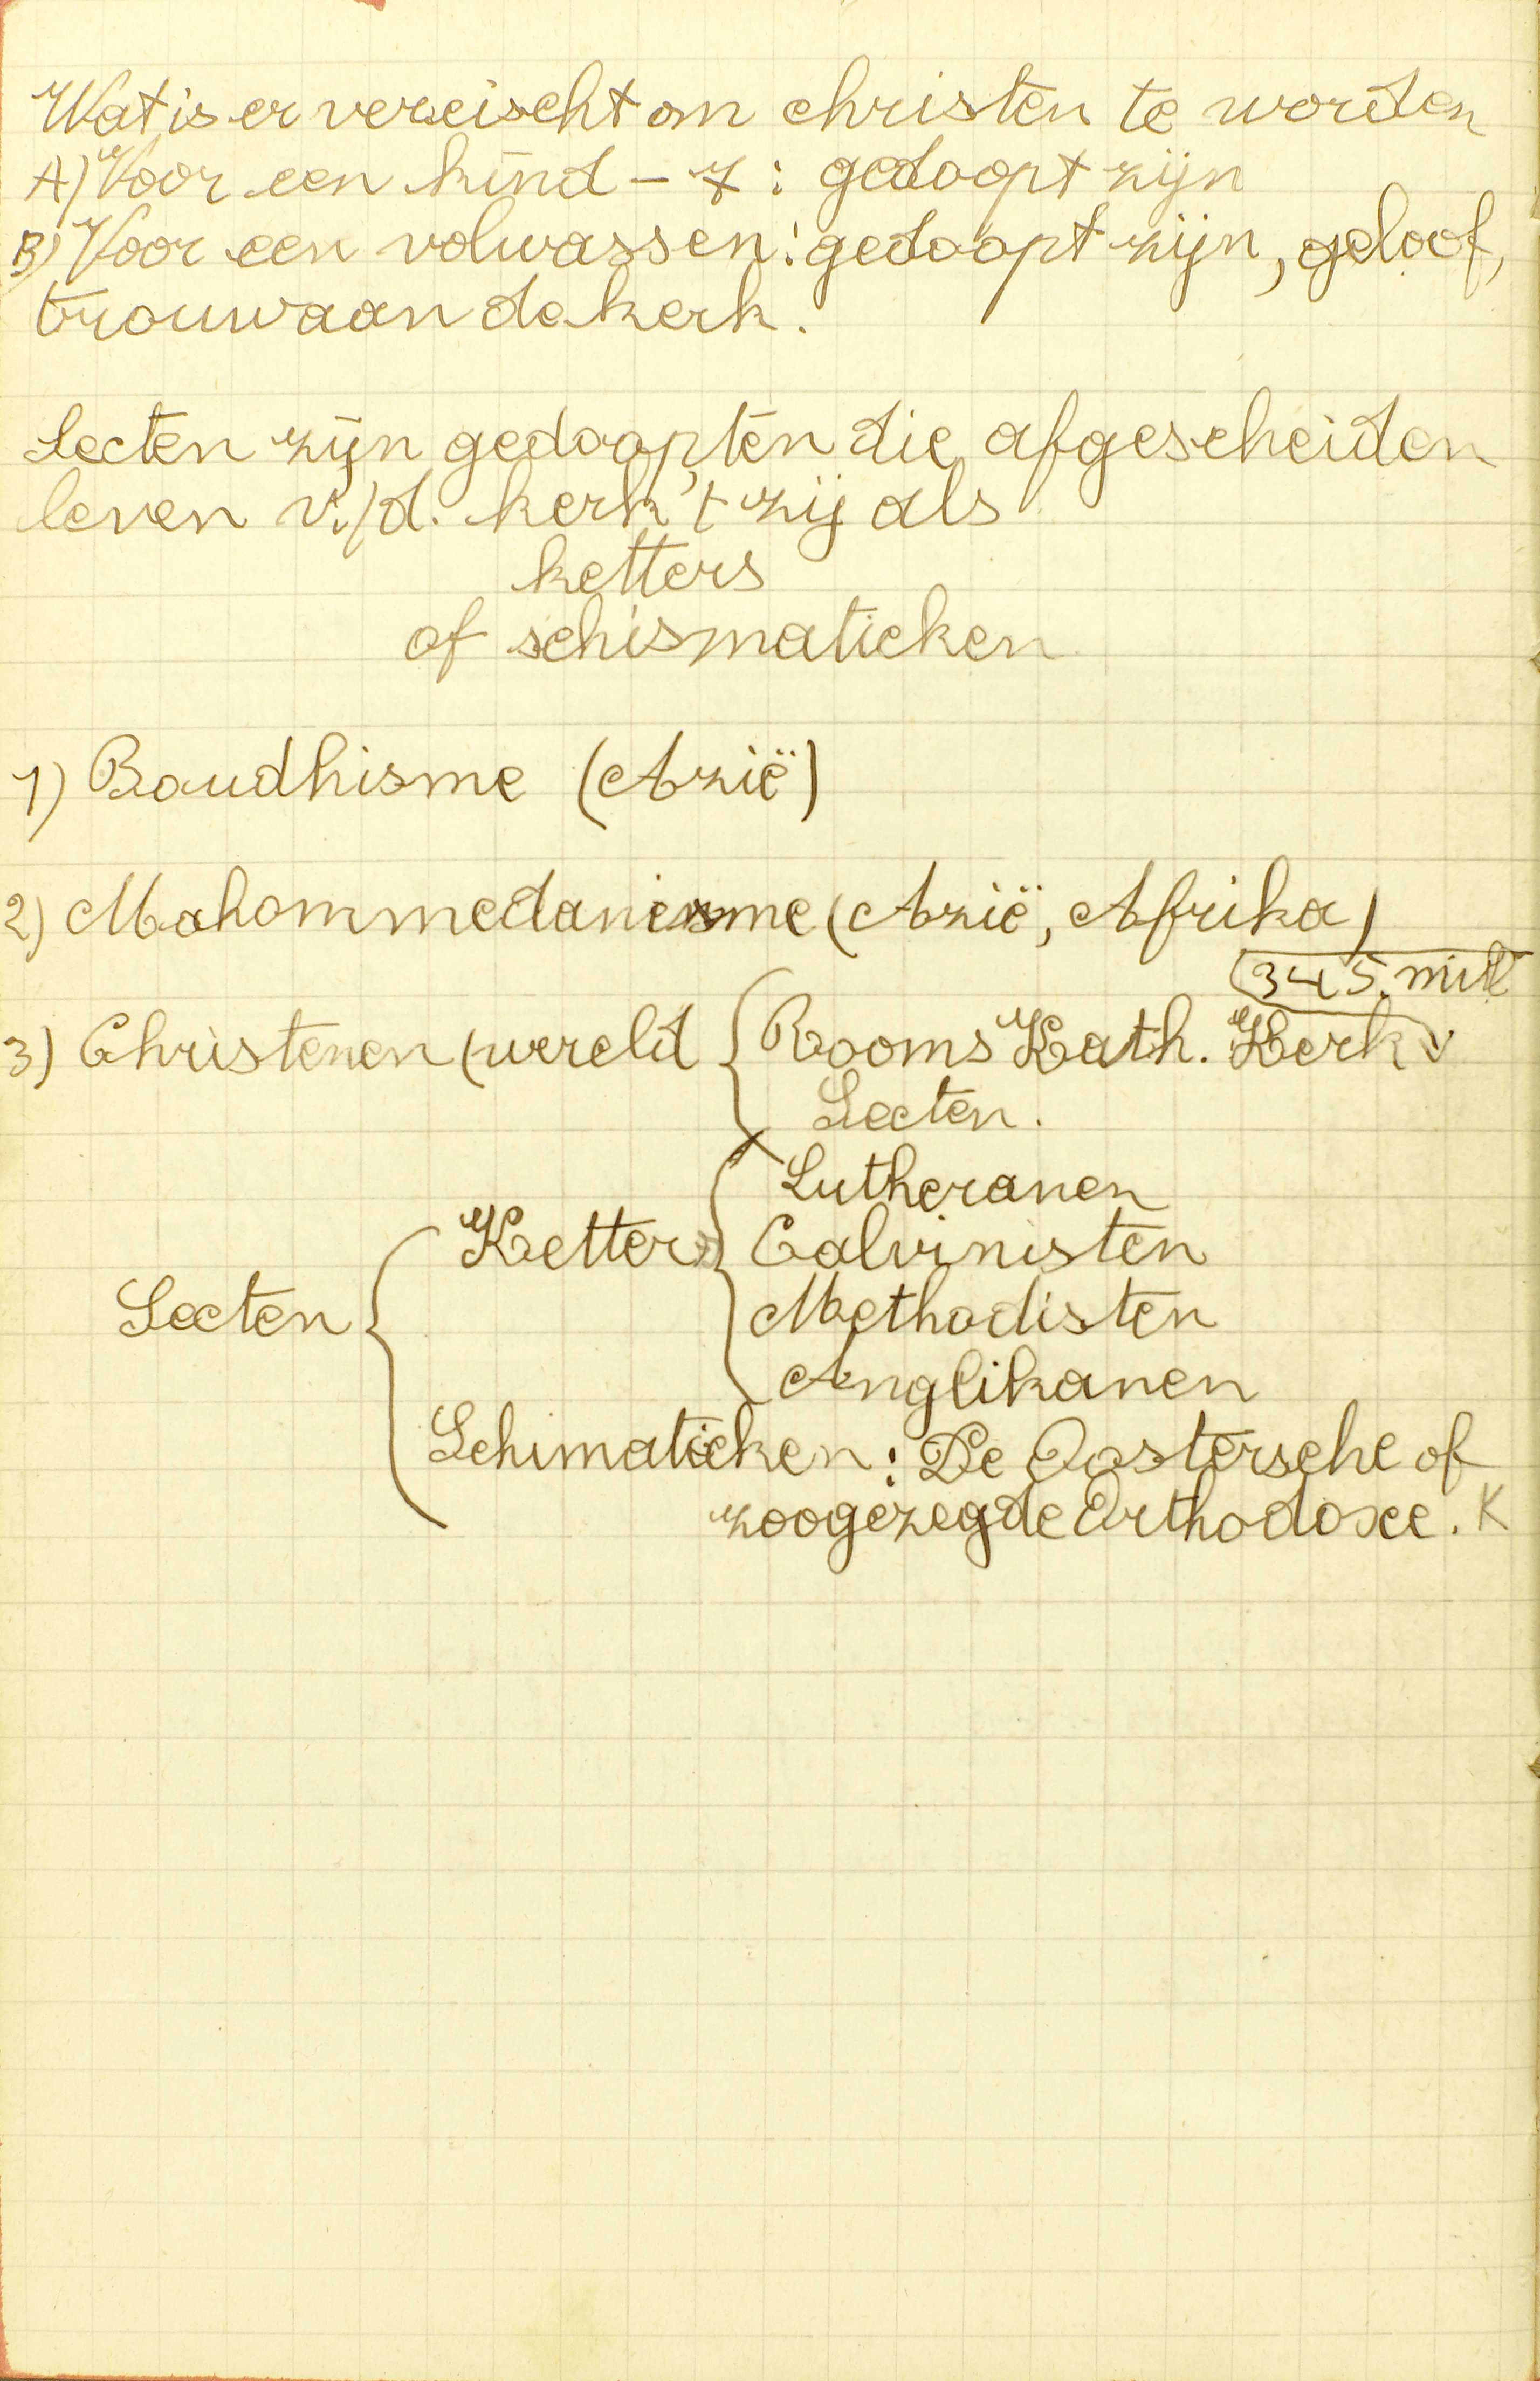 Wat is er vereischt om christen te worden
A) Voor een kind – 7 : gedoopt zijn
B) Voor een volwassen: gedoopt zijn, geloof,
trouw aan de kerk.
Secten zijn gedoopten die afgescheiden
leven v./d. kerk 't zij als
ketters
of schismatieken
1) Boudhisme (Azië)
2) Mahommedanisme (Azië, Afrika)
345 mil
3) Christenen (wereld { Rooms Kath. Kerk
Secten.
Lutheranen
Ketters { Calvinisten
Secten { Methodisten
Anglikanen
Schimatieken: De Oostersche of
zoogezegde Orthodoxe. K